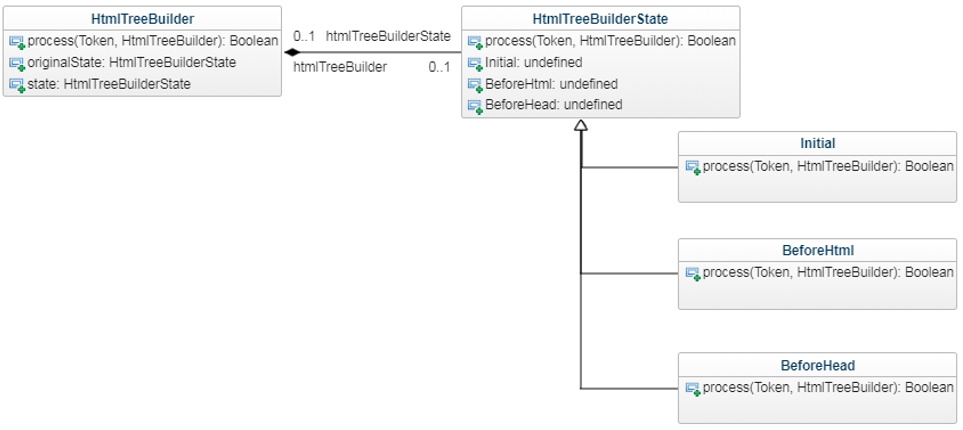 HtmlTreeBuilder
process(Token, HtmlTreeBuilder): Boolean
originalState: HtmlTreeBuilderState
state: HtmlTreeBuilderState
0..1 htmlTreeBuilderState
htmlTreeBuilder 0..1
HtmlTreeBuilderState
process(Token, HtmlTreeBuilder): Boolean
Initial: undefined
BeforeHtml: undefined
BeforeHead: undefined
Initial
process(Token, HtmlTreeBuilder): Boolean
BeforeHtml
process(Token, HtmlTreeBuilder): Boolean
BeforeHead
process(Token, HtmlTreeBuilder): Boolean